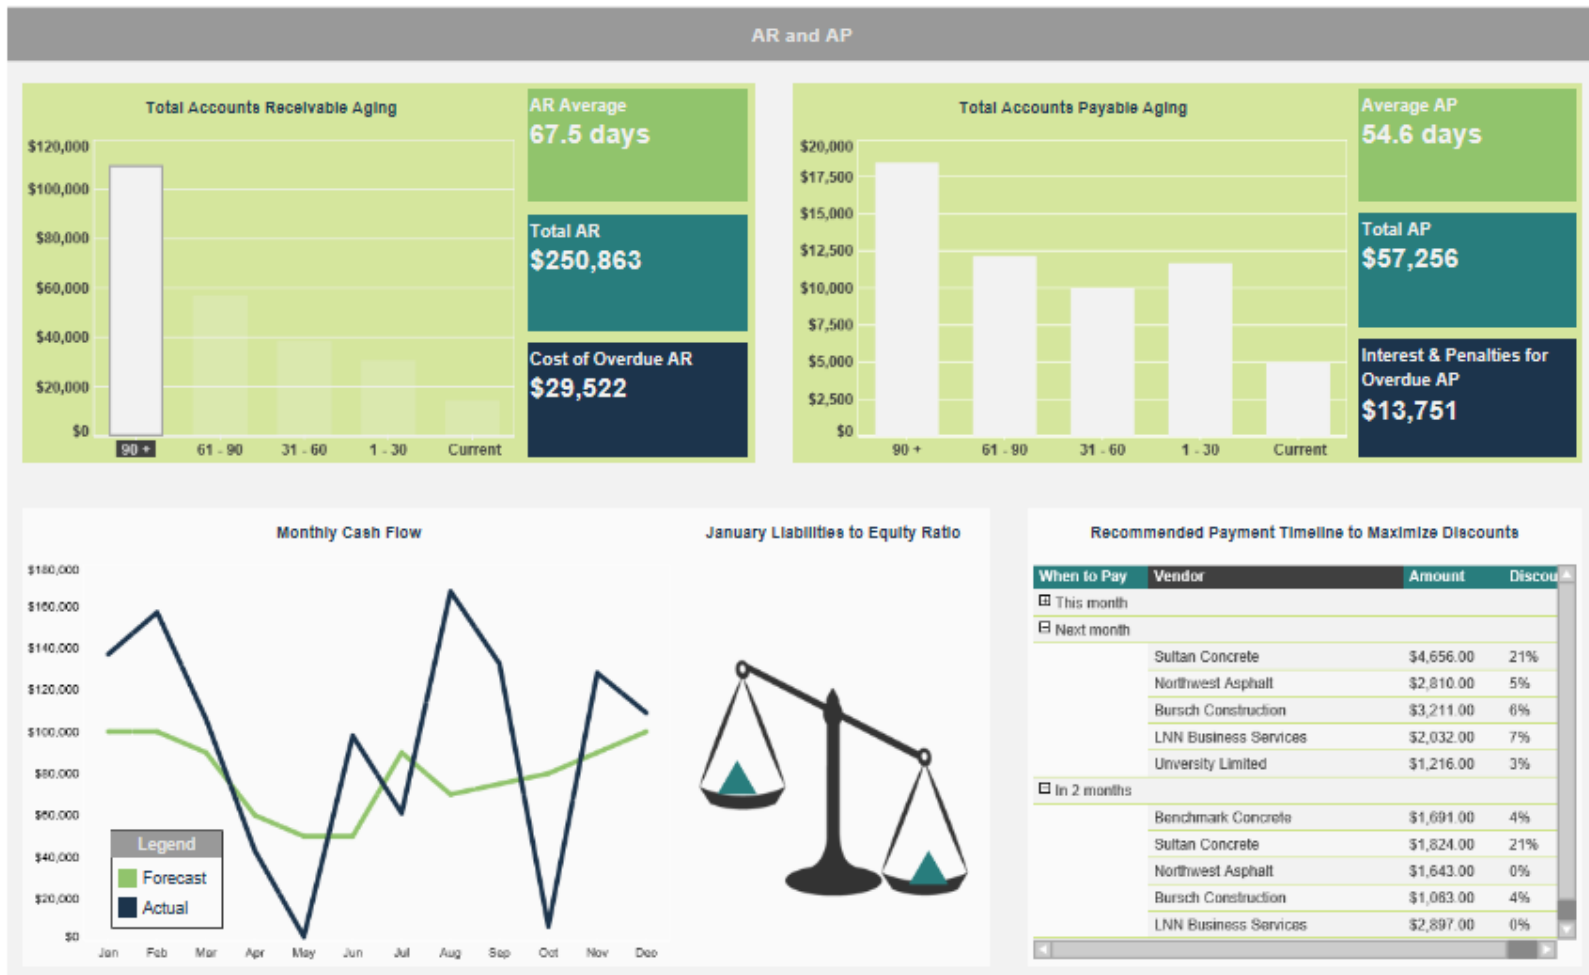 AR and AP
Total Accounts Receivable Aging
$120,000
$100,000
$80,000
$60,000
$40,000
$20,000
$0
90 +
61 - 90
31 - 60
1 - 30
Current
AR Average
67.5 days
Total AR
$250,863
Cost of Overdue AR
$29,522
Total Accounts Payable Aging
$20,000
$17,500
$15,000
$12,500
$10,000
$7,500
$5,000
$2,500
$0
90 +
61 - 90
31 - 60
1 - 30
Current
Average AP
54.6 days
Total AP
$57,256
Interest & Penalties for
Overdue AP
$13,751
Monthly Cash Flow
$180,000
$160,000
$140,000
$120,000
$100,000
$80,000
$60,000
$40,000
$20,000
$0
Jan Feb Mar Apr May Jun Jul Aug Sep Oct Nov Dec
Legend
Forecast
Actual
January Liabilities to Equity Ratio
Recommended Payment Timeline to Maximize Discounts
When to Pay Vendor Amount Discou
This month
Next month
Sultan Concrete $4,656.00 21%
Northwest Asphalt $2,810.00 5%
Bursch Construction $3,211.00 6%
LNN Business Services $2,032.00 7%
Unversity Limited $1,216.00 3%
In 2 months
Benchmark Concrete $1,691.00 4%
Sultan Concrete $1,824.00 21%
Northwest Asphalt $1,643.00 0%
Bursch Construction $1,063.00 4%
LNN Business Services $2,897.00 0%